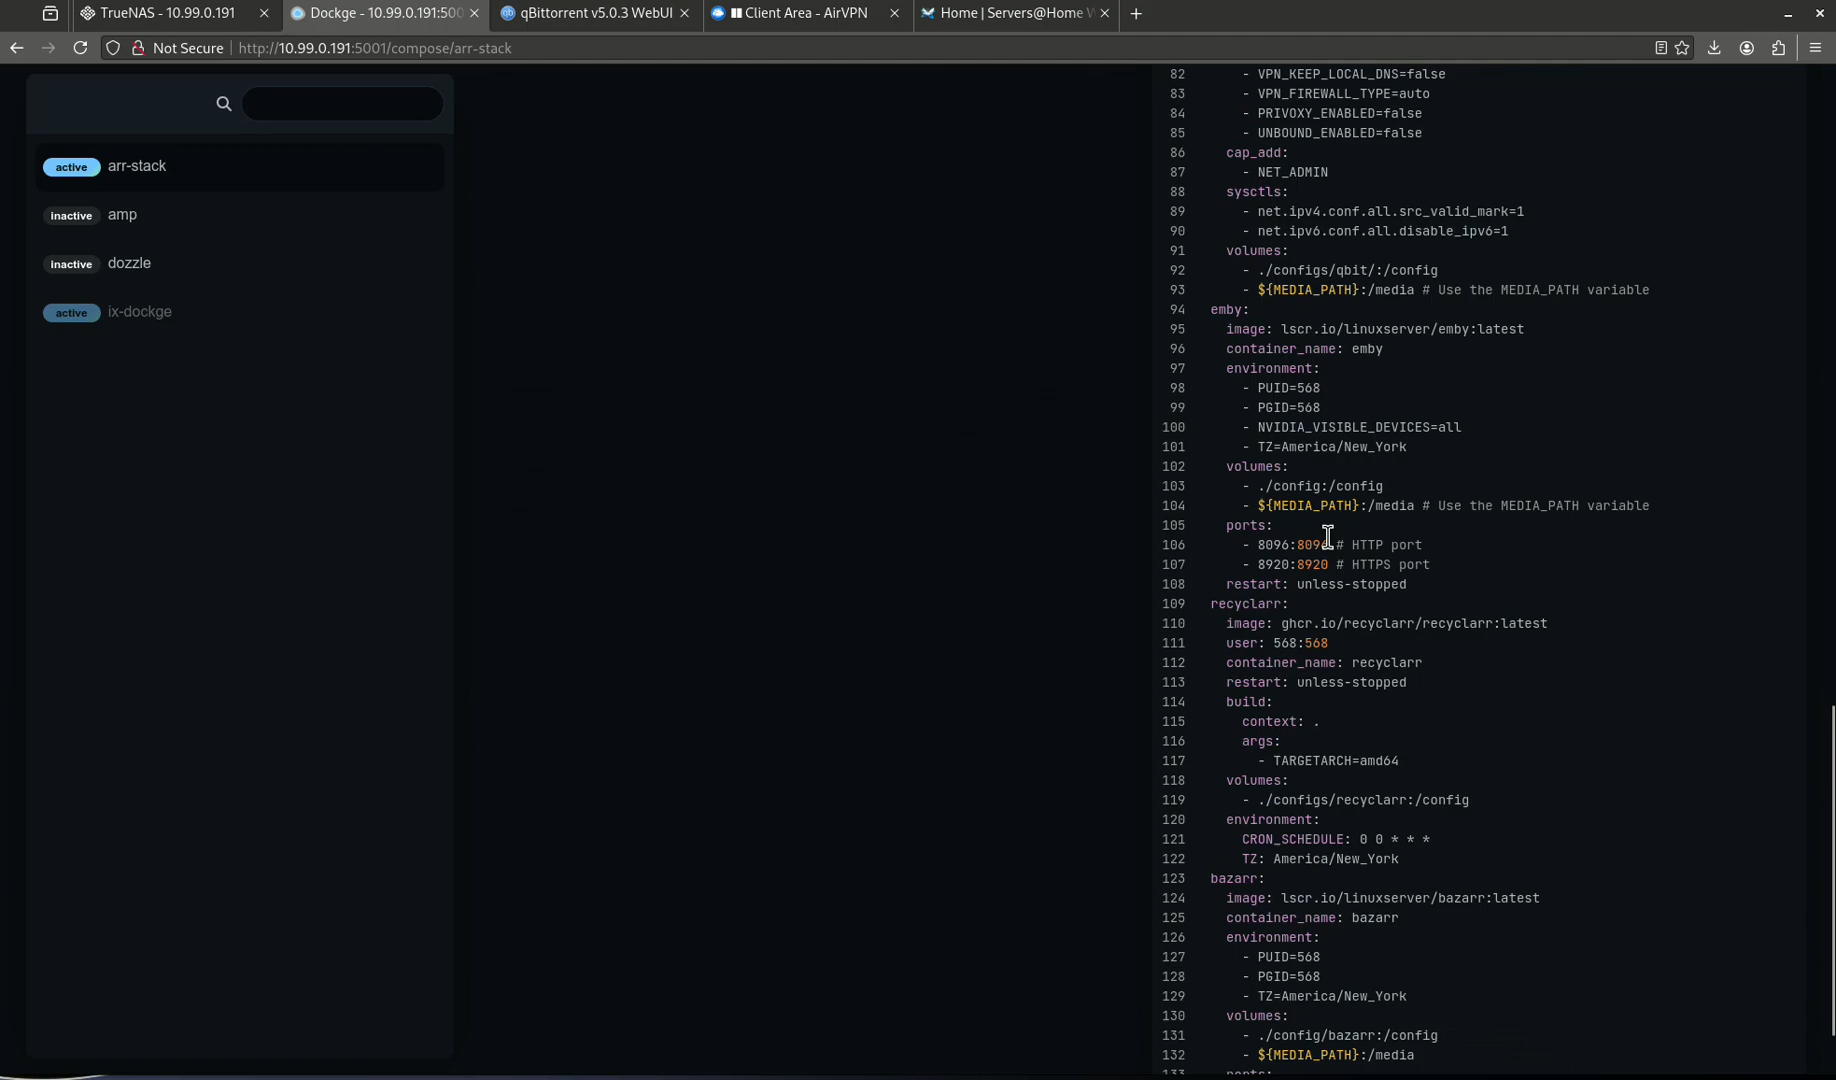 TrueNAS - 10.99.0.191
Dockge - 10.99.0.191:500
qBittorrent v5.0.3 WebUI
Client Area - AirVPN
Home | Servers@Home
Not Secure
http://10.99.0.191:5001/compose/arr-stack
active arr-stack
inactive amp
inactive dozzle
active ix-dockge
82 - VPN_KEEP_LOCAL_DNS=false
83 - VPN_FIREWALL_TYPE=auto
84 - PRIVOXY_ENABLED=false
85 - UNBOUND_ENABLED=false
86 cap_add:
87 - NET_ADMIN
88 sysctls:
89 - net.ipv4.conf.all.src_valid_mark=1
90 - net.ipv6.conf.all.disable_ipv6=1
91 volumes:
92 - ./configs/qbit/:/config
93 - ${MEDIA_PATH}:/media # Use the MEDIA_PATH variable
94 emby:
95 image: lscr.io/linuxserver/emby:latest
96 container_name: emby
97 environment:
98 - PUID=568
99 - PGID=568
100 - NVIDIA_VISIBLE_DEVICES=all
101 - TZ=America/New_York
102 volumes:
103 - ./config:/config
104 - ${MEDIA_PATH}:/media # Use the MEDIA_PATH variable
105 ports:
106 - 8096:8096 # HTTP port
107 - 8920:8920 # HTTPS port
108 restart: unless-stopped
109 recyclarr:
110 image: ghcr.io/recyclarr/recyclarr:latest
111 user: 568:568
112 container_name: recyclarr
113 restart: unless-stopped
114 build:
115 context: .
116 args:
117 - TARGETARCH=amd64
118 volumes:
119 - ./configs/recyclarr:/config
120 environment:
121 CRON_SCHEDULE: 0 0 * * *
122 TZ: America/New_York
123 bazarr:
124 image: lscr.io/linuxserver/bazarr:latest
125 container_name: bazarr
126 environment:
127 - PUID=568
128 - PGID=568
129 - TZ=America/New_York
130 volumes:
131 - ./config/bazarr:/config
132 - ${MEDIA_PATH}:/media
133 ports: